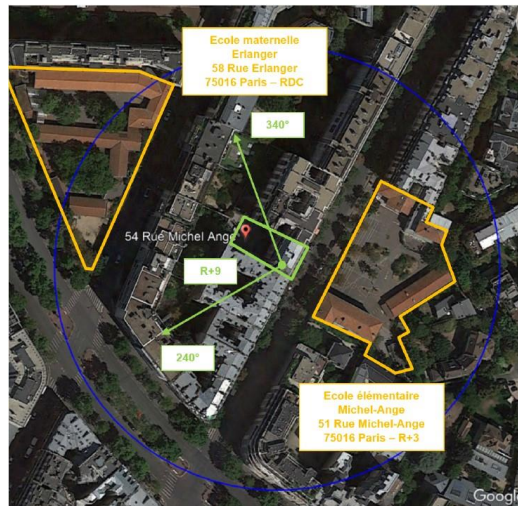 Ecole maternelle
Erlanger
58 Rue Erlanger
75016 Paris – RDC
340°
54 Rue Michel Ange
R+9
240°
Ecole élémentaire
Michel-Ange
51 Rue Michel-Ange
75016 Paris – R+3
Google